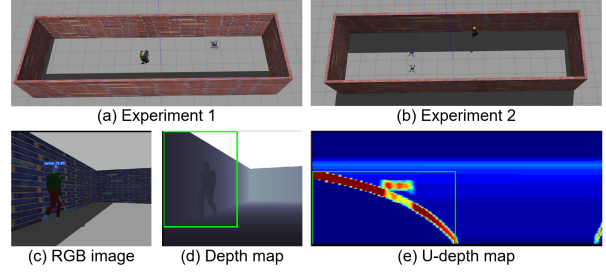 (a) Experiment 1
(b) Experiment 2
(c) RGB image
(d) Depth map
(e) U-depth map